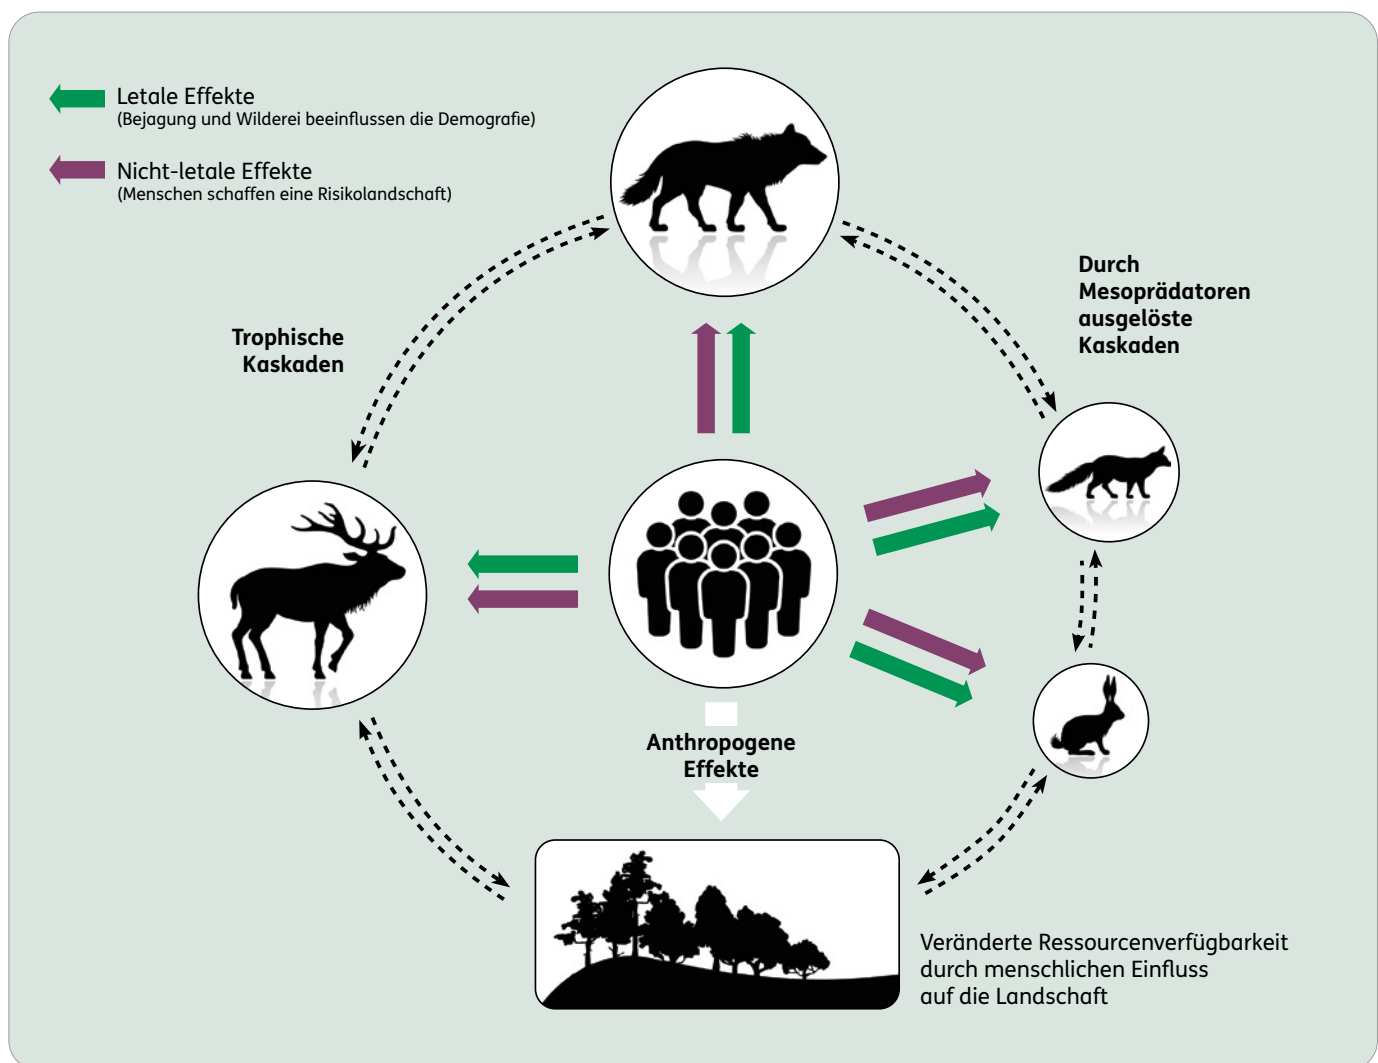 Letale Effekte
(Bejagung und Wilderei beeinflussen die Demografie)
Nicht-letale Effekte
(Menschen schaffen eine Risikolandschaft)
Trophische
Kaskaden
Durch
Mesoprädatoren
ausgelöste
Kaskaden
Anthropogene
Effekte
Veränderte Ressourcenverfügbarkeit
durch menschlichen Einfluss
auf die Landschaft